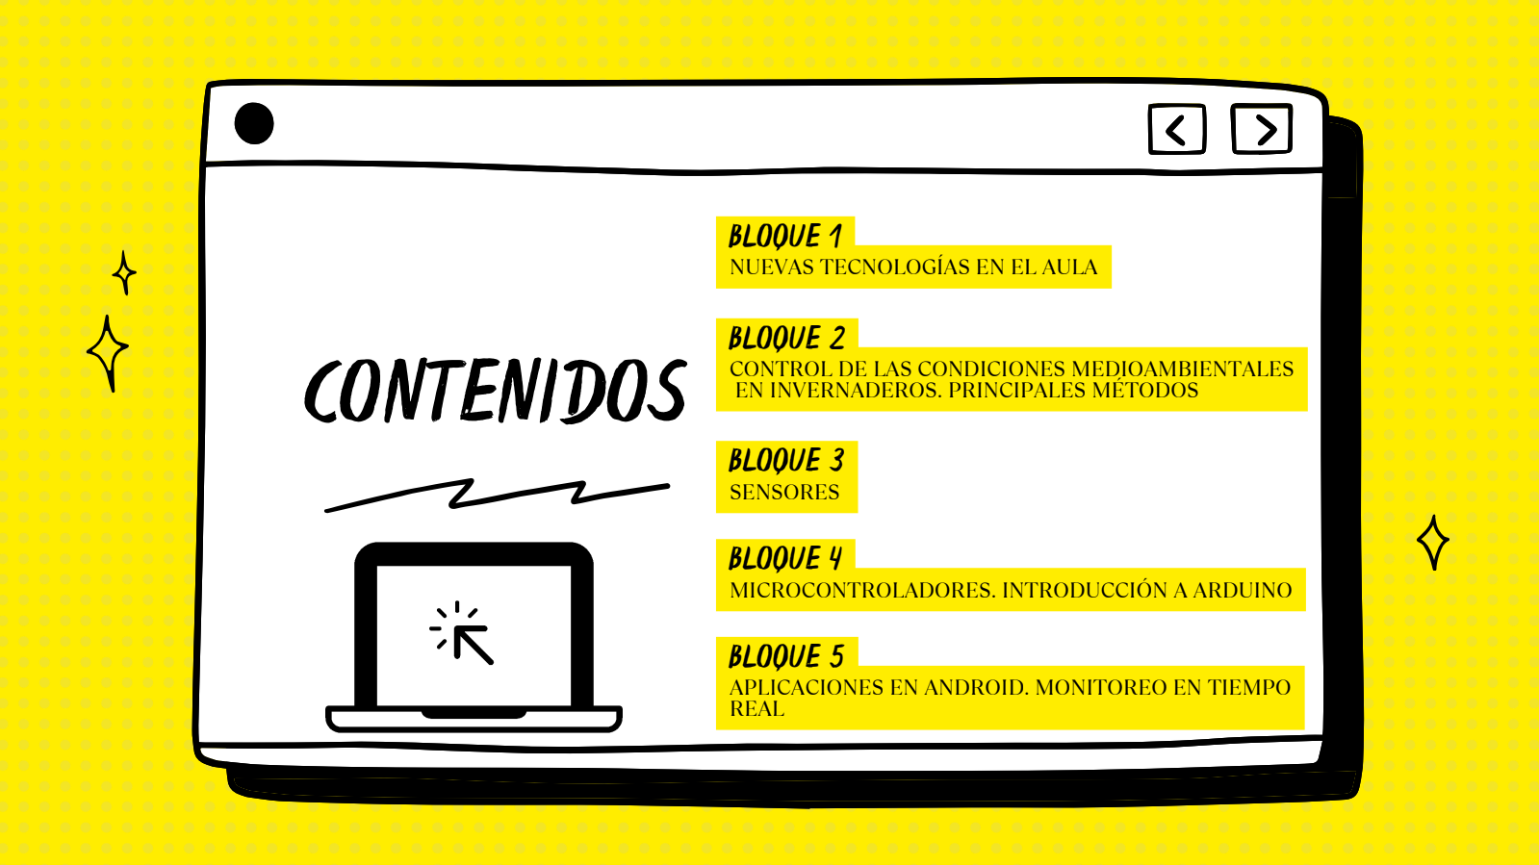 CONTENIDOS
BLOQUE 1
NUEVAS TECNOLOGÍAS EN EL AULA
BLOQUE 2
CONTROL DE LAS CONDICIONES MEDIOAMBIENTALES
EN INVERNADEROS. PRINCIPALES MÉTODOS
BLOQUE 3
SENSORES
BLOQUE 4
MICROCONTROLADORES. INTRODUCCIÓN A ARDUINO
BLOQUE 5
APLICACIONES EN ANDROID. MONITOREO EN TIEMPO
REAL